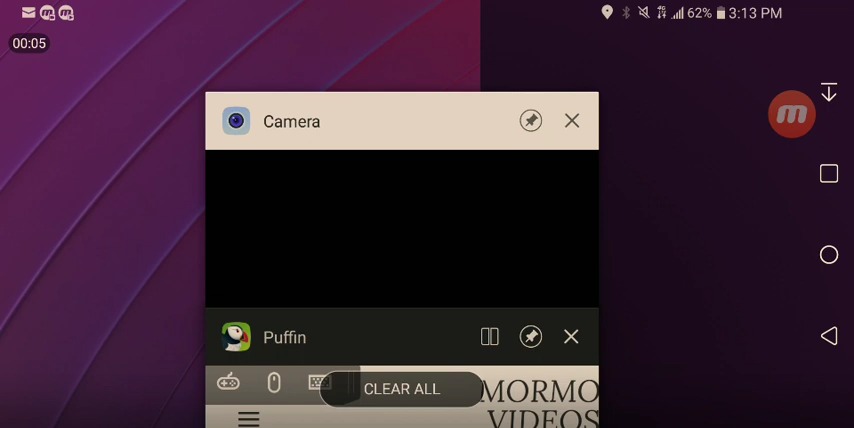 62% 3:13 PM
00:05
Camera
Puffin
CLEAR ALL
MORMO
VIDEOS